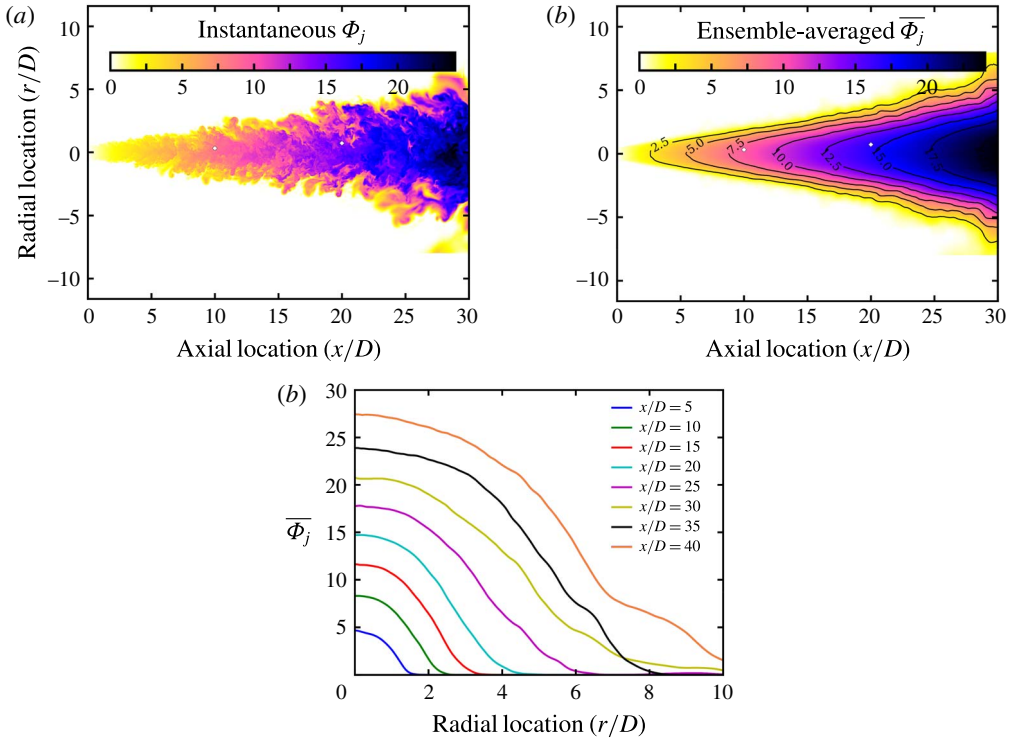 (a)
Instantaneous Φj
0 5 10 15 20
10
5
0
−5
−10
Radial location (r/D)
0 5 10 15 20 25 30
Axial location (x/D)
(b)
Ensemble-averaged Φj
0 5 10 15 20
10
5
0
−5
−10
2.5 5.0 7.5 10.0 12.5 15.0
5 10 15 20 25 30
Axial location (x/D)
(b)
30
25
20
15
10
5
Φj
x/D = 5
x/D = 10
x/D = 15
x/D = 20
x/D = 25
x/D = 30
x/D = 35
x/D = 40
0 2 4 6 8 10
Radial location (r/D)